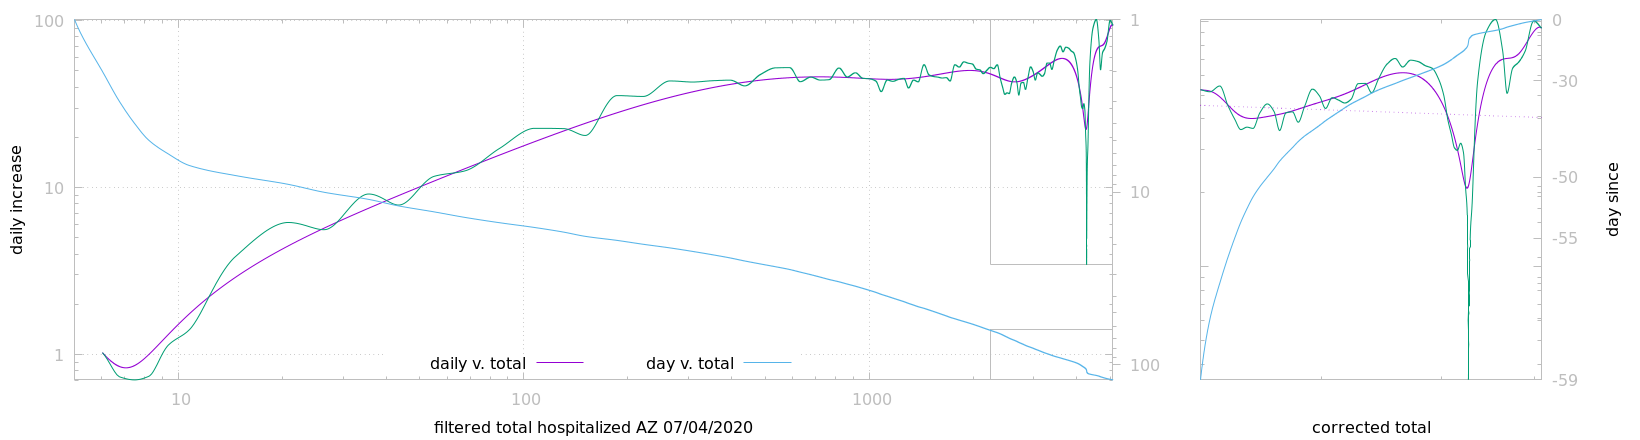 100
10
1
daily increase
10
100
1000
filtered total hospitalized AZ 07/04/2020
daily v. total
day v. total
1
10
100
0
-30
-50
-55
-59
day since
corrected total